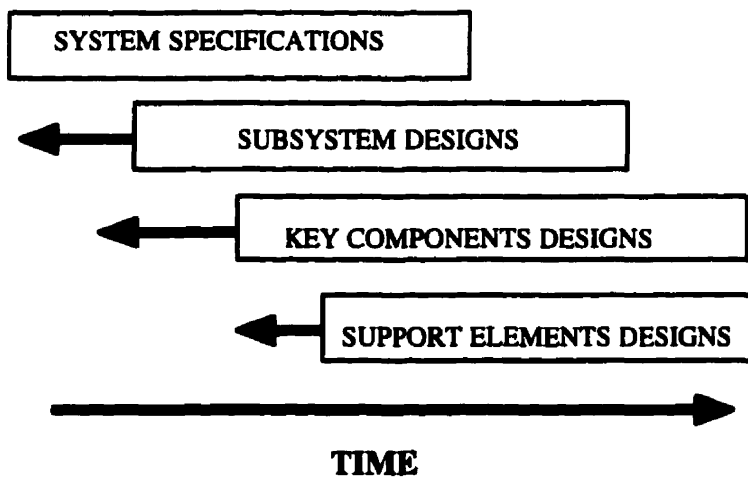 SYSTEM SPECIFICATIONS
SUBSYSTEM DESIGNS
KEY COMPONENTS DESIGNS
SUPPORT ELEMENTS DESIGNS
TIME